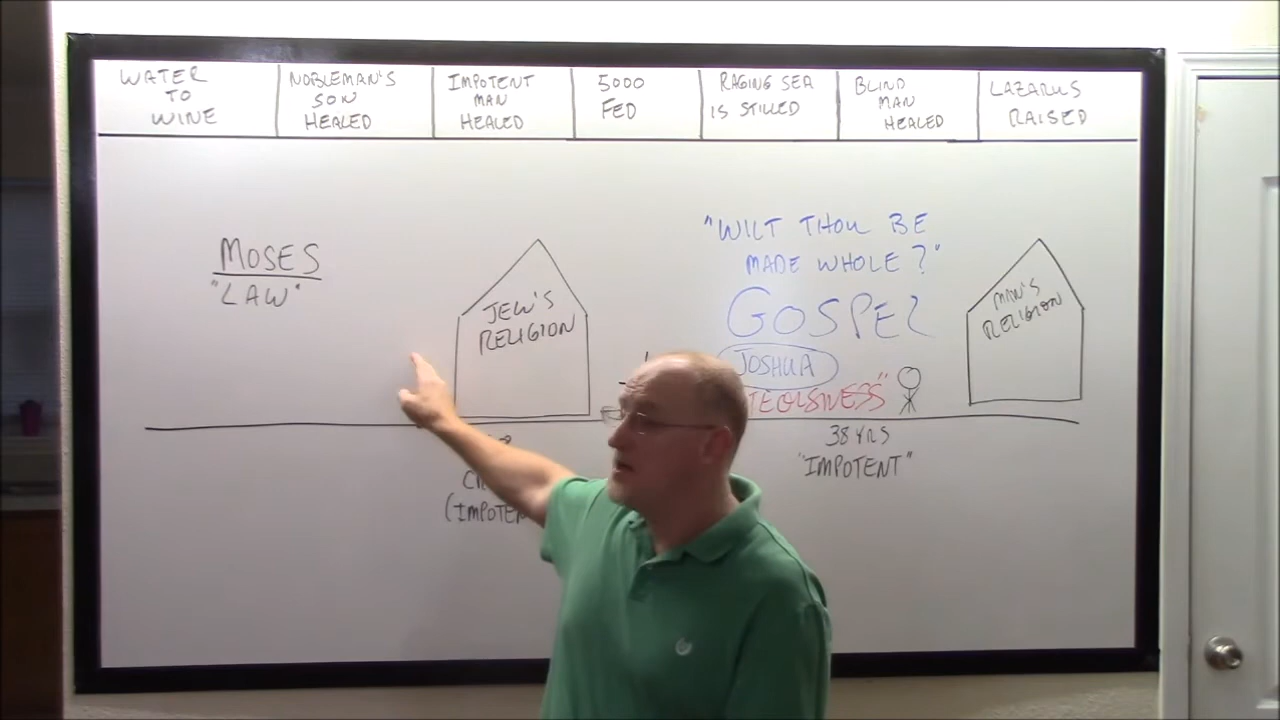 WATER
TO
WINE
NOBLEMAN'S
SON
HEALED
IMPOTENT
MAN
HEALED
5000
FED
RAGING SEA
IS STILLED
BLIND
MAN
HEALED
LAZARUS
RAISED
MOSES
"LAW"
JEW'S
RELIGION
"WILT THOU BE
MADE WHOLE?"
GOSPEL
JOSHUA
MAN'S
RELIGION
38 YRS
"IMPOTENT"